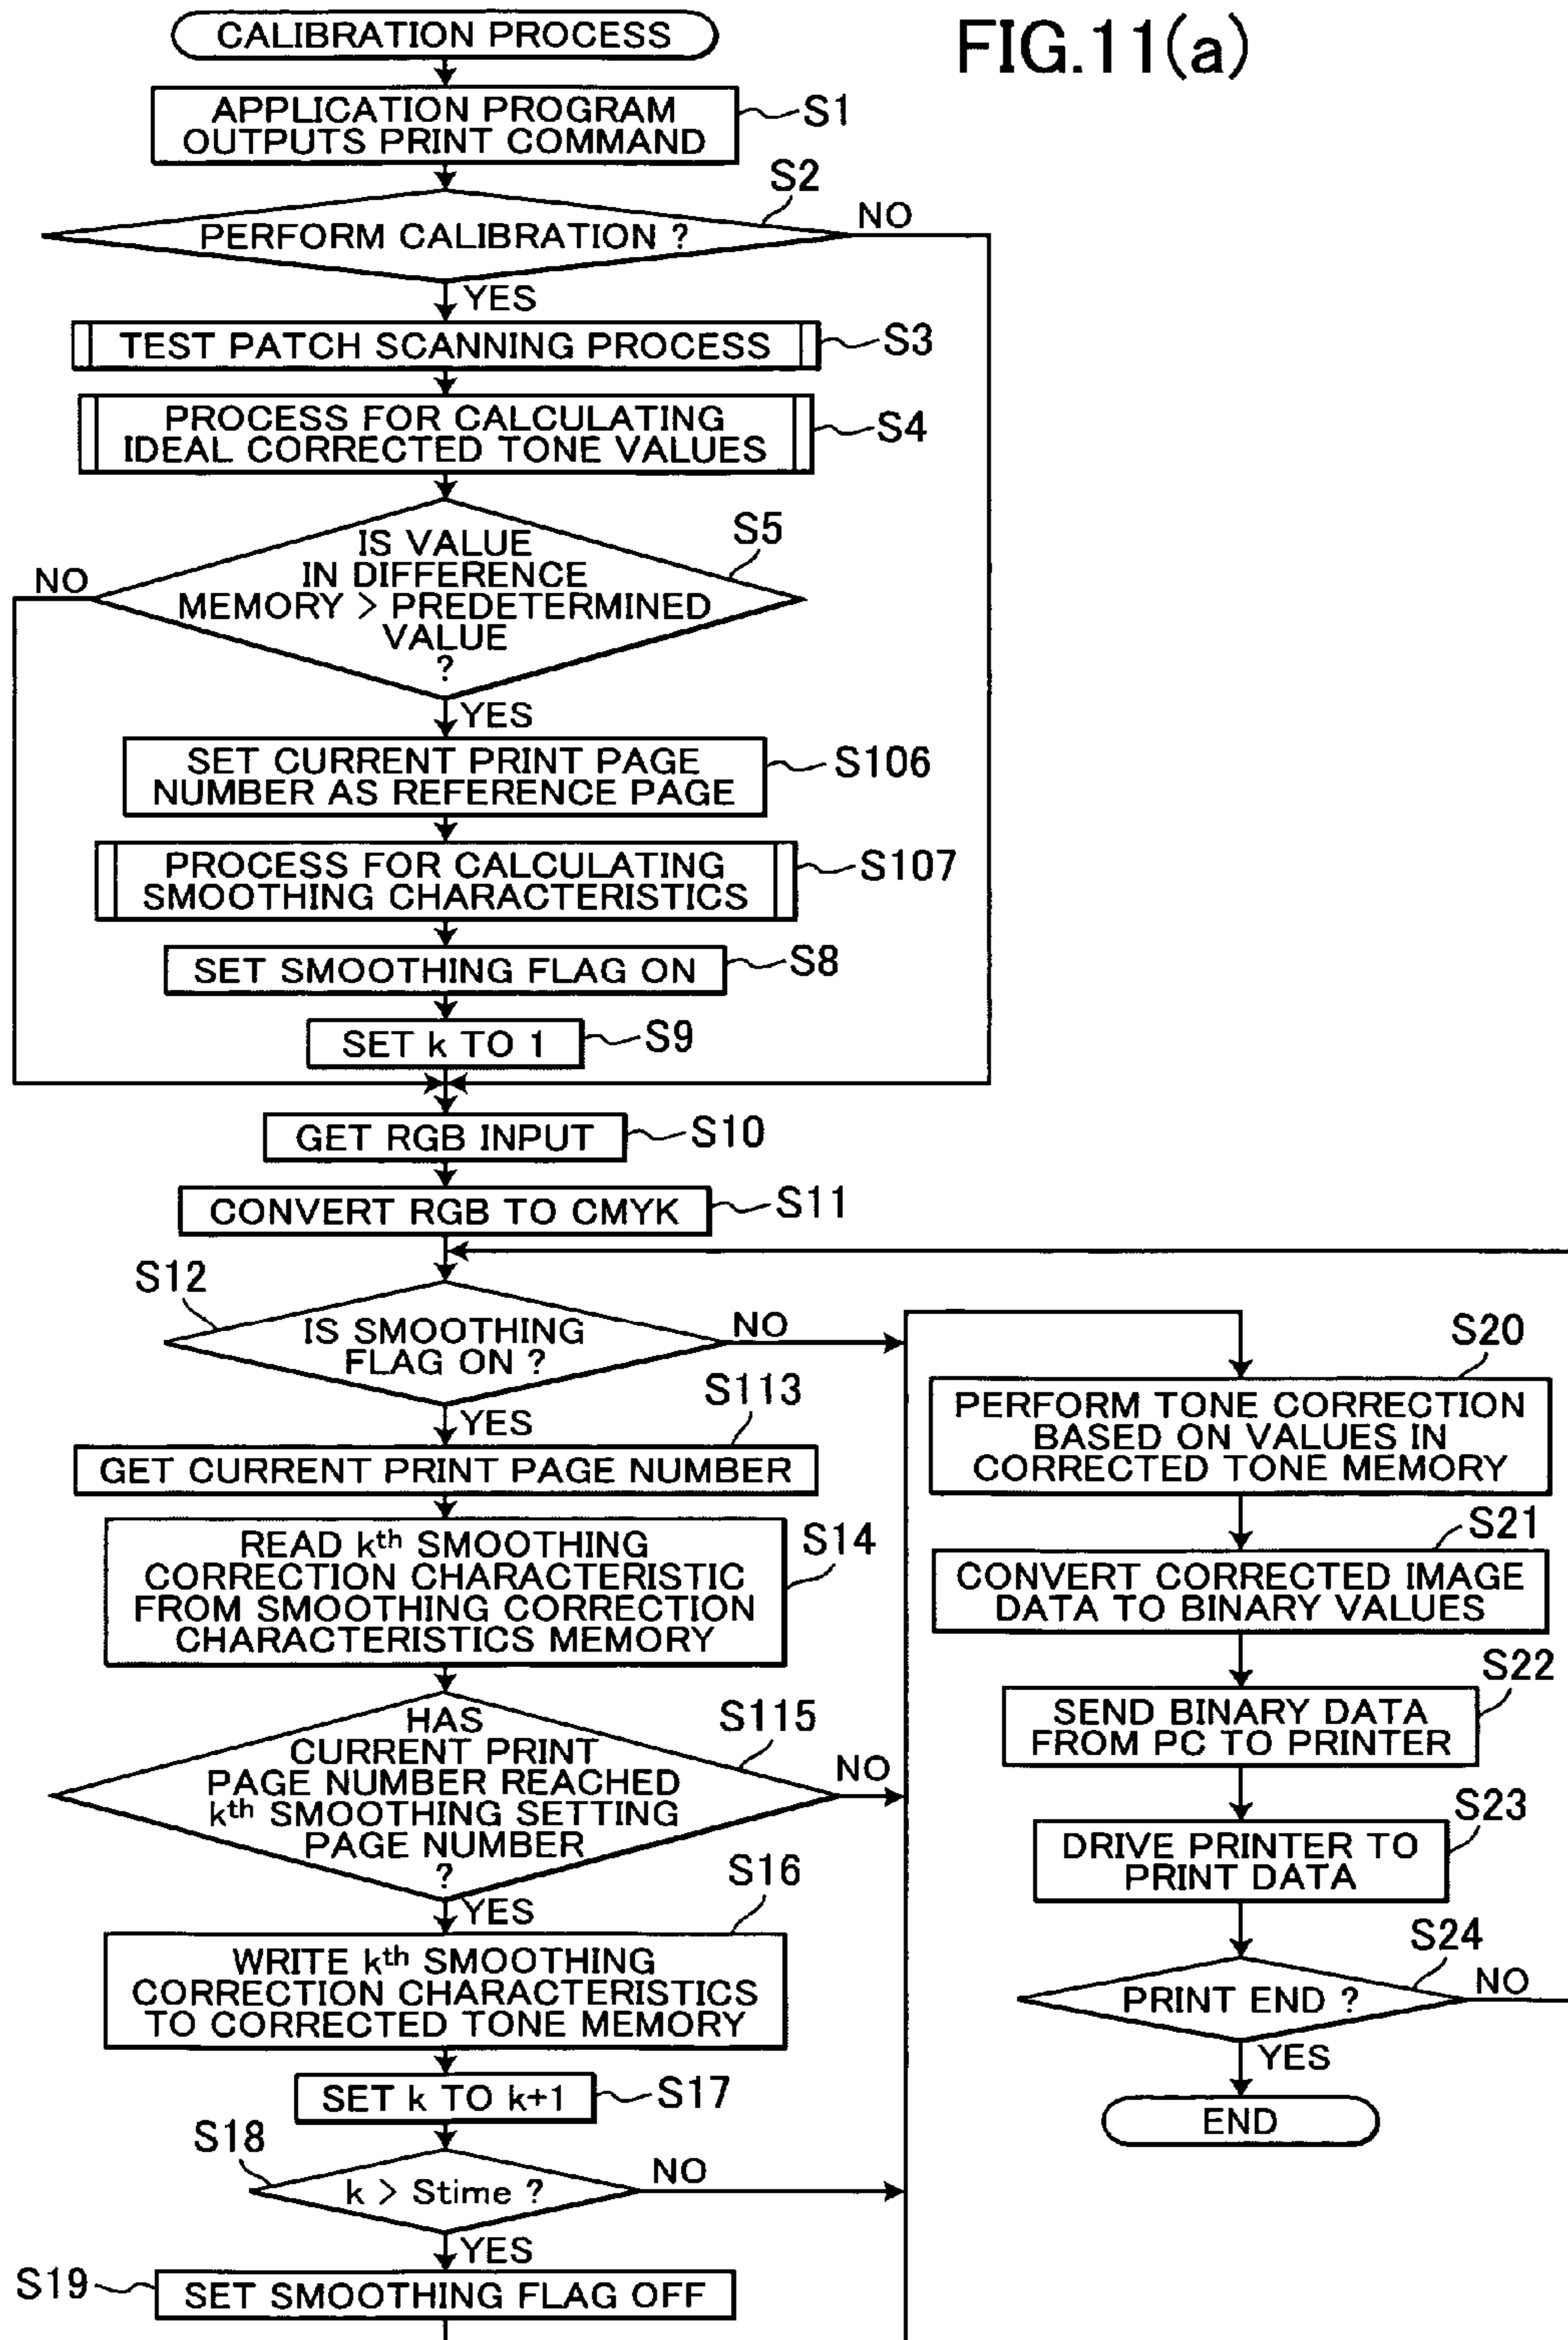 FIG.11(a)
CALIBRATION PROCESS
APPLICATION PROGRAM
OUTPUTS PRINT COMMAND
S1
S2
PERFORM CALIBRATION ?
NO
YES
TEST PATCH SCANNING PROCESS
S3
PROCESS FOR CALCULATING
IDEAL CORRECTED TONE VALUES
S4
S5
IS VALUE
IN DIFFERENCE
MEMORY > PREDETERMINED
VALUE
?
NO
YES
SET CURRENT PRINT PAGE
NUMBER AS REFERENCE PAGE
S106
PROCESS FOR CALCULATING
SMOOTHING CHARACTERISTICS
S107
SET SMOOTHING FLAG ON
S8
SET k TO 1
S9
GET RGB INPUT
S10
CONVERT RGB TO CMYK
S11
S12
IS SMOOTHING
FLAG ON ?
NO
YES
S113
GET CURRENT PRINT PAGE NUMBER
READ kth SMOOTHING
CORRECTION CHARACTERISTIC
FROM SMOOTHING CORRECTION
CHARACTERISTICS MEMORY
S14
HAS
CURRENT PRINT
PAGE NUMBER REACHED
kth SMOOTHING SETTING
PAGE NUMBER
?
S115
NO
YES
S16
WRITE kth SMOOTHING
CORRECTION CHARACTERISTICS
TO CORRECTED TONE MEMORY
SET k TO k+1
S17
S18
k > Stime ?
NO
YES
S19
SET SMOOTHING FLAG OFF
S20
PERFORM TONE CORRECTION
BASED ON VALUES IN
CORRECTED TONE MEMORY
S21
CONVERT CORRECTED IMAGE
DATA TO BINARY VALUES
S22
SEND BINARY DATA
FROM PC TO PRINTER
S23
DRIVE PRINTER TO
PRINT DATA
S24
PRINT END ?
NO
YES
END